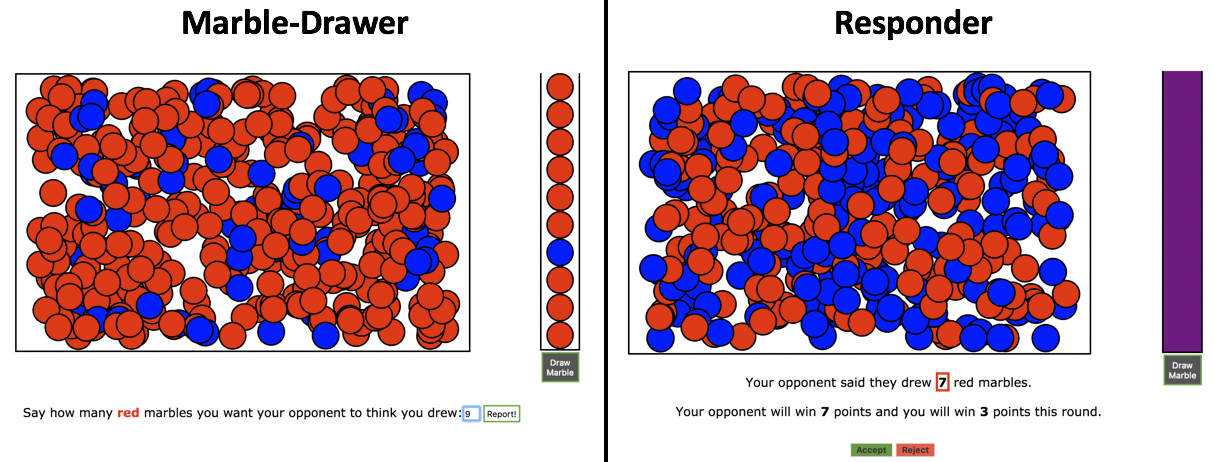 Marble-Drawer
Draw
Marble
Say how many red marbles you want your opponent to think you drew: 9 Report!
Responder
Draw
Marble
Your opponent said they drew 7 red marbles.
Your opponent will win 7 points and you will win 3 points this round.
Accept Reject